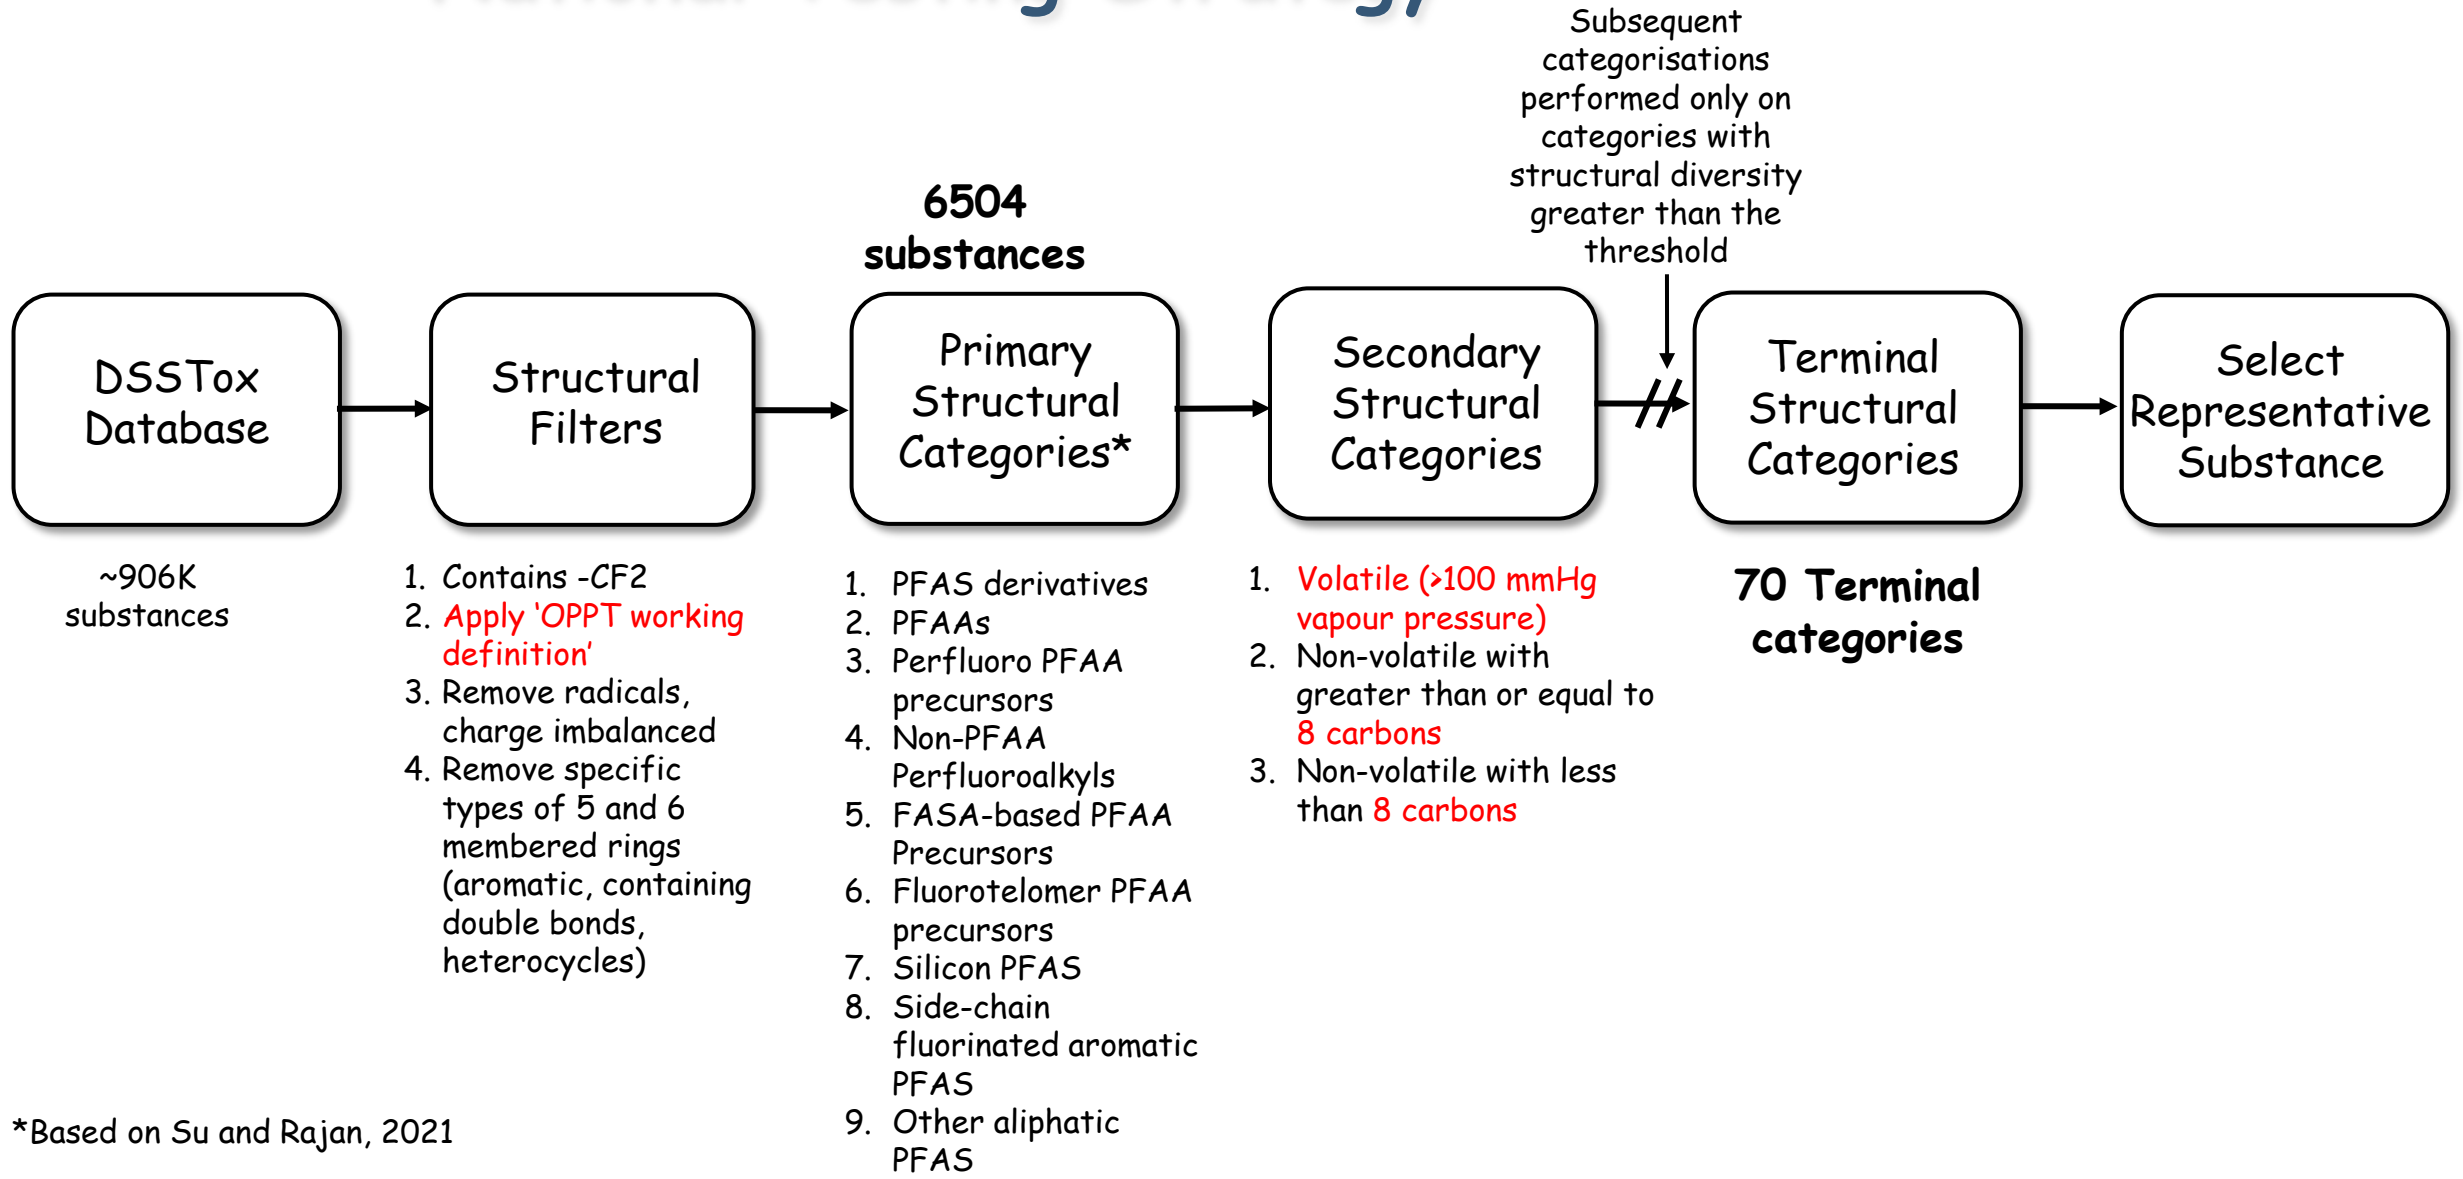 Subsequent
categorisations
performed only on
categories with
structural diversity
greater than the
threshold
6504
substances
DSSTox
Database
Structural
Filters
Primary
Structural
Categories*
Secondary
Structural
Categories
Terminal
Structural
Categories
Select
Representative
Substance
~906K
substances
1. Contains -CF2
2. Apply ‘OPPT working
definition’
3. Remove radicals,
charge imbalanced
4. Remove specific
types of 5 and 6
membered rings
(aromatic, containing
double bonds,
heterocycles)
1. PFAS derivatives
2. PFAAs
3. Perfluoro PFAA
precursors
4. Non-PFAA
Perfluoroalkyls
5. FASA-based PFAA
Precursors
6. Fluorotelomer PFAA
precursors
7. Silicon PFAS
8. Side-chain
fluorinated aromatic
PFAS
9. Other aliphatic
PFAS
1. Volatile (>100 mmHg
vapour pressure)
2. Non-volatile with
greater than or equal to
8 carbons
3. Non-volatile with less
than 8 carbons
70 Terminal
categories
*Based on Su and Rajan, 2021